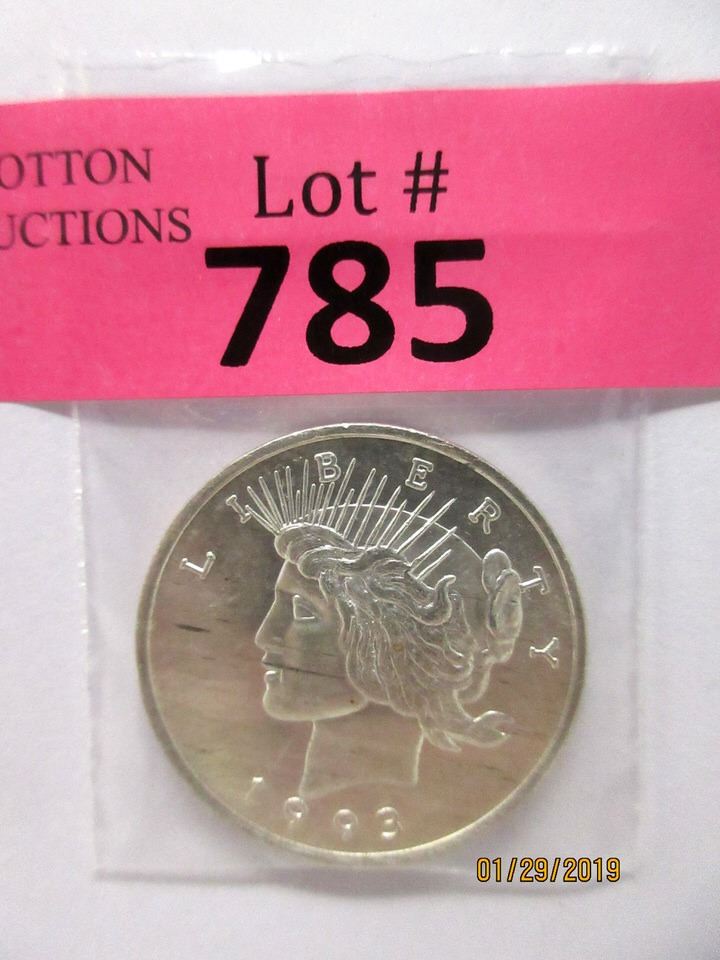 OTTON
UCTIONS
Lot #
785
LIBERTY
1993
01/29/2019